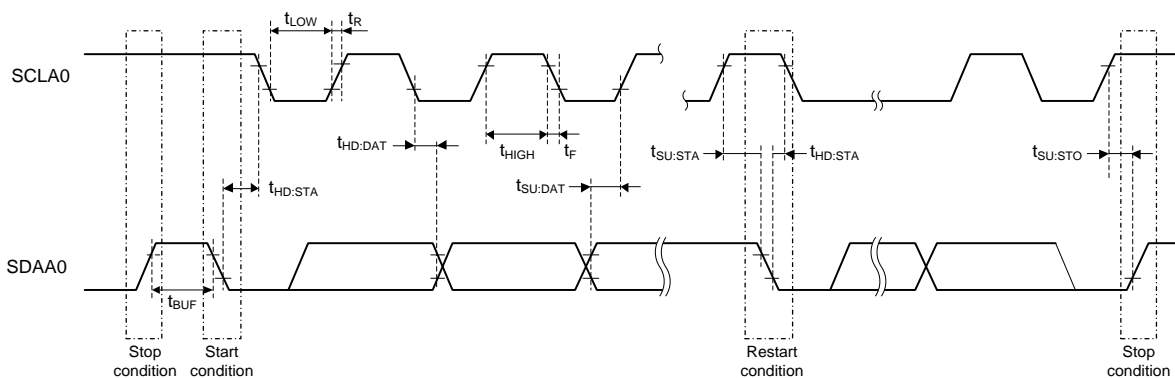 tLOW
tR
SCLA0
tHD:DAT
tHIGH
tF
tSU:STA
tHD:STA
tSU:STO
tHD:STA
tSU:DAT
SDAA0
tBUF
Stop
condition
Start
condition
Restart
condition
Stop
condition